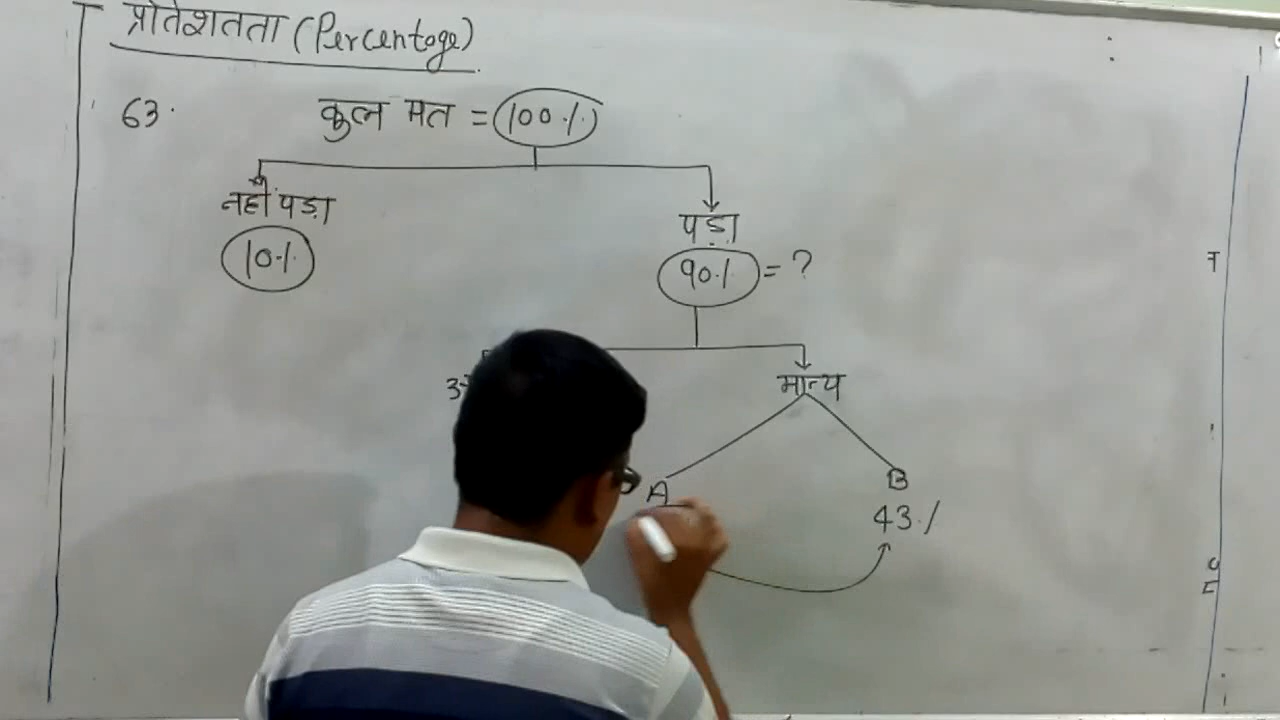 प्रतिशतता (Percentage)
63. कुल मत = 100%
नहीं पड़ा
पड़ा
10%
90% = ?
मान्य
A
B
43%